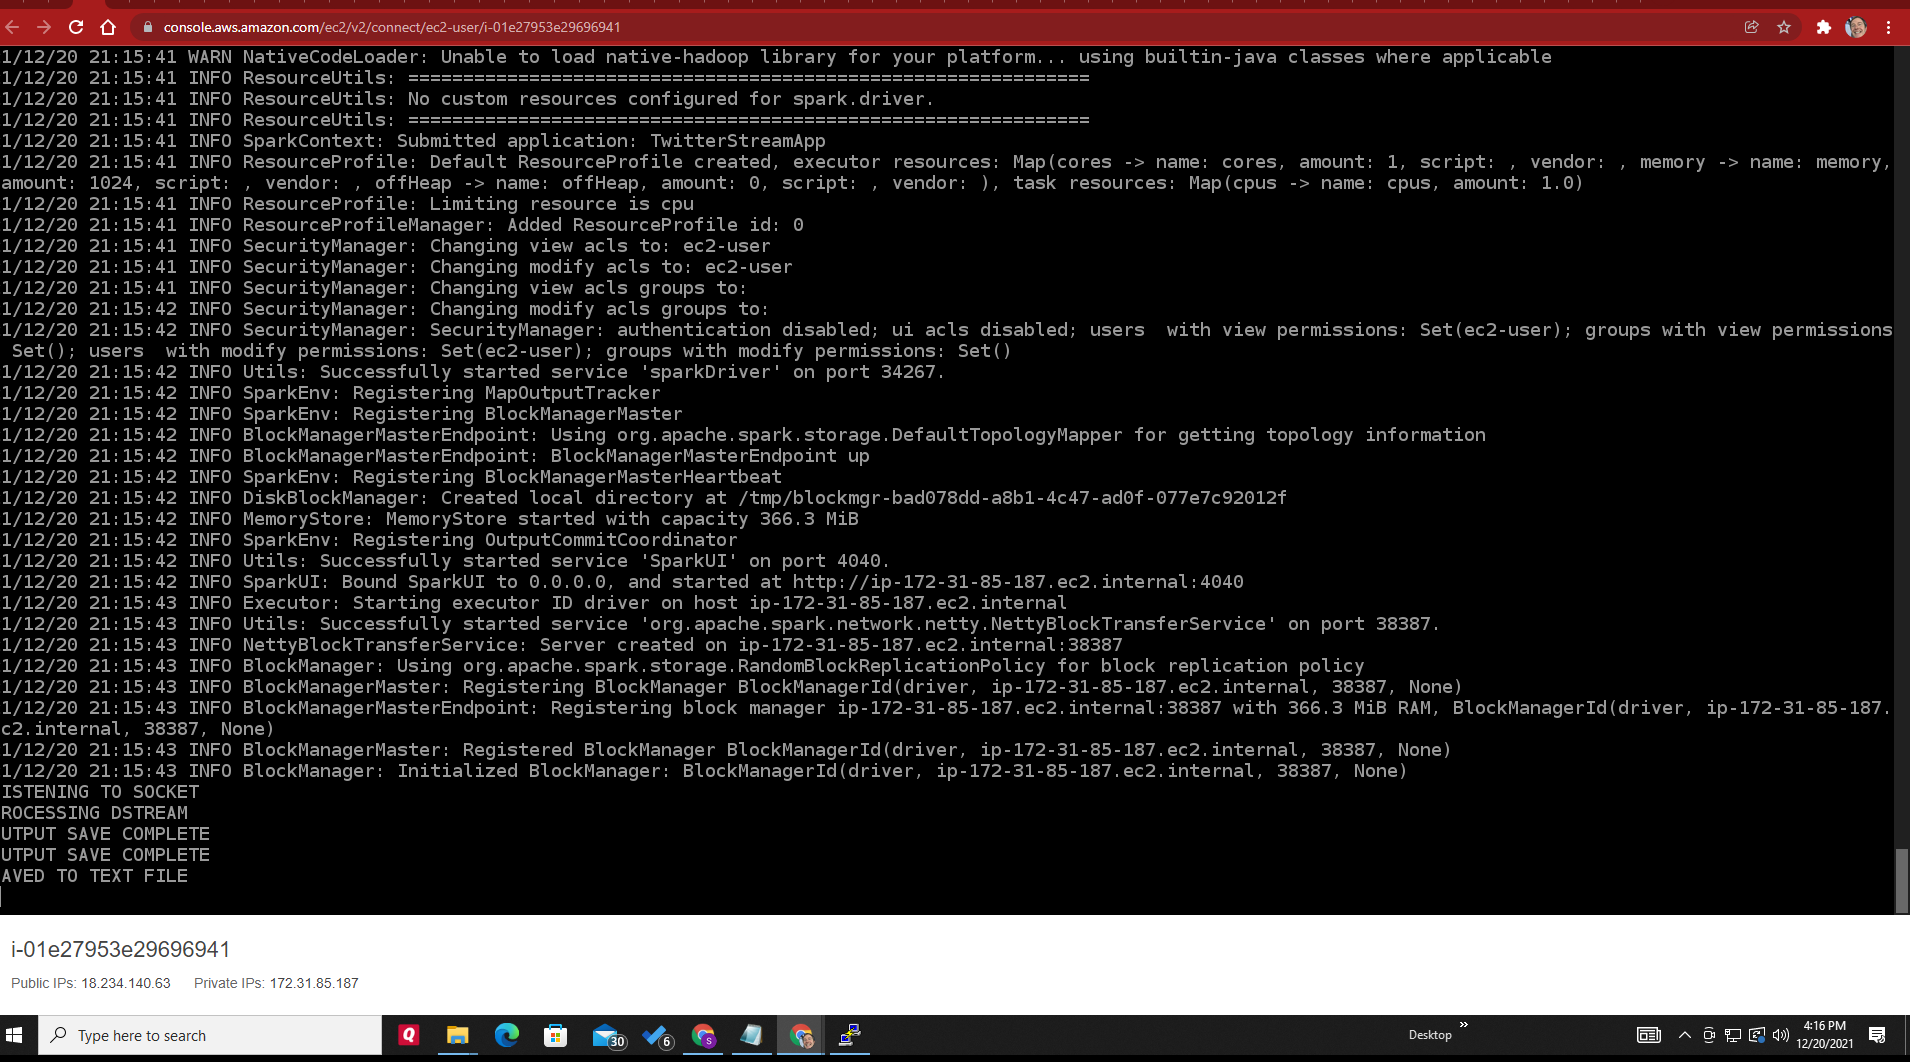 console.aws.amazon.com/ec2/v2/connect/ec2-user/i-01e27953e29696941
1/12/20 21:15:41 WARN NativeCodeLoader: Unable to load native-hadoop library for your platform... using builtin-java classes where applicable
1/12/20 21:15:41 INFO ResourceUtils: ==============================================================
1/12/20 21:15:41 INFO ResourceUtils: No custom resources configured for spark.driver.
1/12/20 21:15:41 INFO ResourceUtils: ==============================================================
1/12/20 21:15:41 INFO SparkContext: Submitted application: TwitterStreamApp
1/12/20 21:15:41 INFO ResourceProfile: Default ResourceProfile created, executor resources: Map(cores -> name: cores, amount: 1, script: , vendor: , memory -> name: memory,
amount: 1024, script: , vendor: , offHeap -> name: offHeap, amount: 0, script: , vendor: ), task resources: Map(cpus -> name: cpus, amount: 1.0)
1/12/20 21:15:41 INFO ResourceProfile: Limiting resource is cpu
1/12/20 21:15:41 INFO ResourceProfileManager: Added ResourceProfile id: 0
1/12/20 21:15:41 INFO SecurityManager: Changing view acls to: ec2-user
1/12/20 21:15:41 INFO SecurityManager: Changing modify acls to: ec2-user
1/12/20 21:15:41 INFO SecurityManager: Changing view acls groups to:
1/12/20 21:15:42 INFO SecurityManager: Changing modify acls groups to:
1/12/20 21:15:42 INFO SecurityManager: SecurityManager: authentication disabled; ui acls disabled; users  with view permissions: Set(ec2-user); groups with view permissions
 Set(); users  with modify permissions: Set(ec2-user); groups with modify permissions: Set()
1/12/20 21:15:42 INFO Utils: Successfully started service 'sparkDriver' on port 34267.
1/12/20 21:15:42 INFO SparkEnv: Registering MapOutputTracker
1/12/20 21:15:42 INFO SparkEnv: Registering BlockManagerMaster
1/12/20 21:15:42 INFO BlockManagerMasterEndpoint: Using org.apache.spark.storage.DefaultTopologyMapper for getting topology information
1/12/20 21:15:42 INFO BlockManagerMasterEndpoint: BlockManagerMasterEndpoint up
1/12/20 21:15:42 INFO SparkEnv: Registering BlockManagerMasterHeartbeat
1/12/20 21:15:42 INFO DiskBlockManager: Created local directory at /tmp/blockmgr-bad078dd-a8b1-4c47-ad0f-077e7c92012f
1/12/20 21:15:42 INFO MemoryStore: MemoryStore started with capacity 366.3 MiB
1/12/20 21:15:42 INFO SparkEnv: Registering OutputCommitCoordinator
1/12/20 21:15:42 INFO Utils: Successfully started service 'SparkUI' on port 4040.
1/12/20 21:15:42 INFO SparkUI: Bound SparkUI to 0.0.0.0, and started at http://ip-172-31-85-187.ec2.internal:4040
1/12/20 21:15:43 INFO Executor: Starting executor ID driver on host ip-172-31-85-187.ec2.internal
1/12/20 21:15:43 INFO Utils: Successfully started service 'org.apache.spark.network.netty.NettyBlockTransferService' on port 38387.
1/12/20 21:15:43 INFO NettyBlockTransferService: Server created on ip-172-31-85-187.ec2.internal:38387
1/12/20 21:15:43 INFO BlockManager: Using org.apache.spark.storage.RandomBlockReplicationPolicy for block replication policy
1/12/20 21:15:43 INFO BlockManagerMaster: Registering BlockManager BlockManagerId(driver, ip-172-31-85-187.ec2.internal, 38387, None)
1/12/20 21:15:43 INFO BlockManagerMasterEndpoint: Registering block manager ip-172-31-85-187.ec2.internal:38387 with 366.3 MiB RAM, BlockManagerId(driver, ip-172-31-85-187.
c2.internal, 38387, None)
1/12/20 21:15:43 INFO BlockManagerMaster: Registered BlockManager BlockManagerId(driver, ip-172-31-85-187.ec2.internal, 38387, None)
1/12/20 21:15:43 INFO BlockManager: Initialized BlockManager: BlockManagerId(driver, ip-172-31-85-187.ec2.internal, 38387, None)
ISTENING TO SOCKET
ROCESSING DSTREAM
UTPUT SAVE COMPLETE
UTPUT SAVE COMPLETE
AVED TO TEXT FILE
i-01e27953e29696941
Public IPs: 18.234.140.63 Private IPs: 172.31.85.187
Type here to search
Q
30
6
S
Desktop
»
4:16 PM
12/20/2021